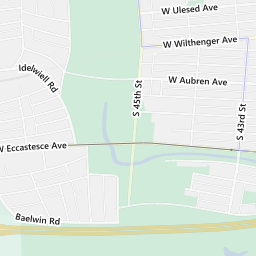 W Ulesed Ave
W Wilthenger Ave
Idelwiell Rd
W Aubren Ave
S 45th St
S 43rd St
W Eccastesce Ave
Baelwin Rd